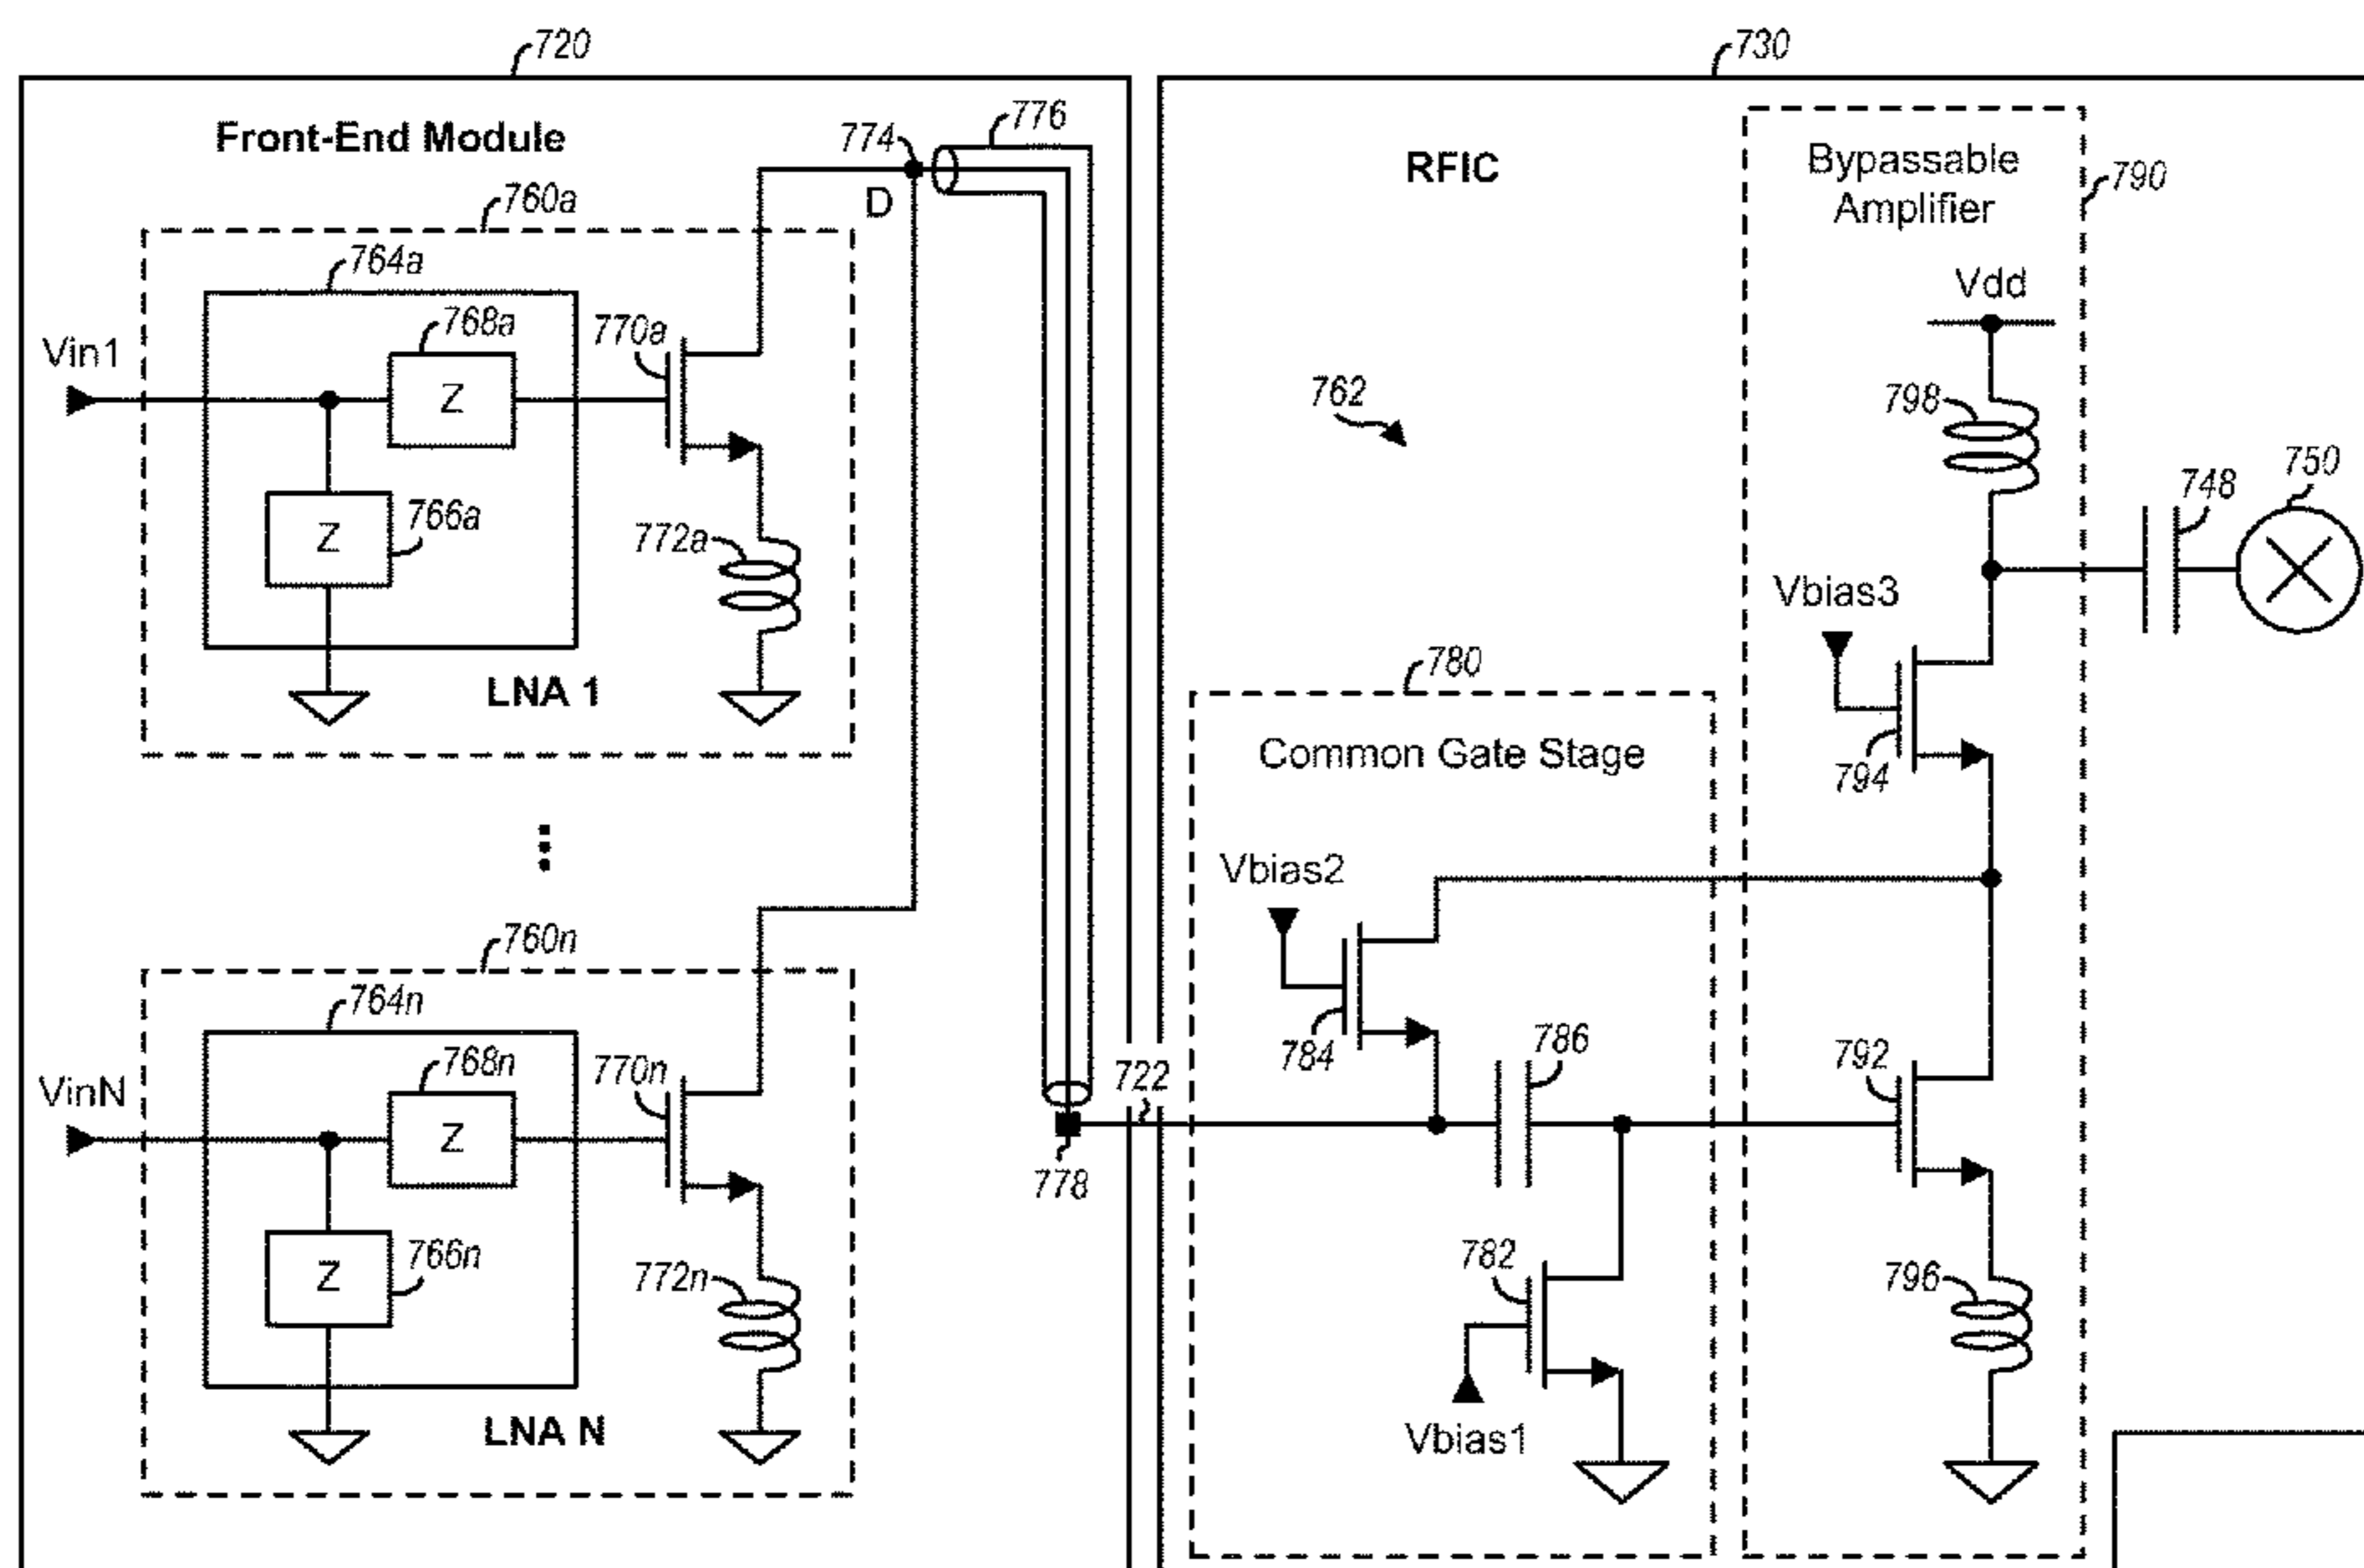 720
730
Front-End Module
774
776
D
RFIC
Bypassable
Amplifier
790
760a
764a
768a
770a
Vin1
Z
Z
766a
772a
LNA 1
762
Vdd
798
748
750
Vbias3
794
780
Common Gate Stage
Vbias2
784
786
792
722
778
760n
764n
768n
770n
VinN
Z
Z
766n
772n
LNA N
782
Vbias1
796